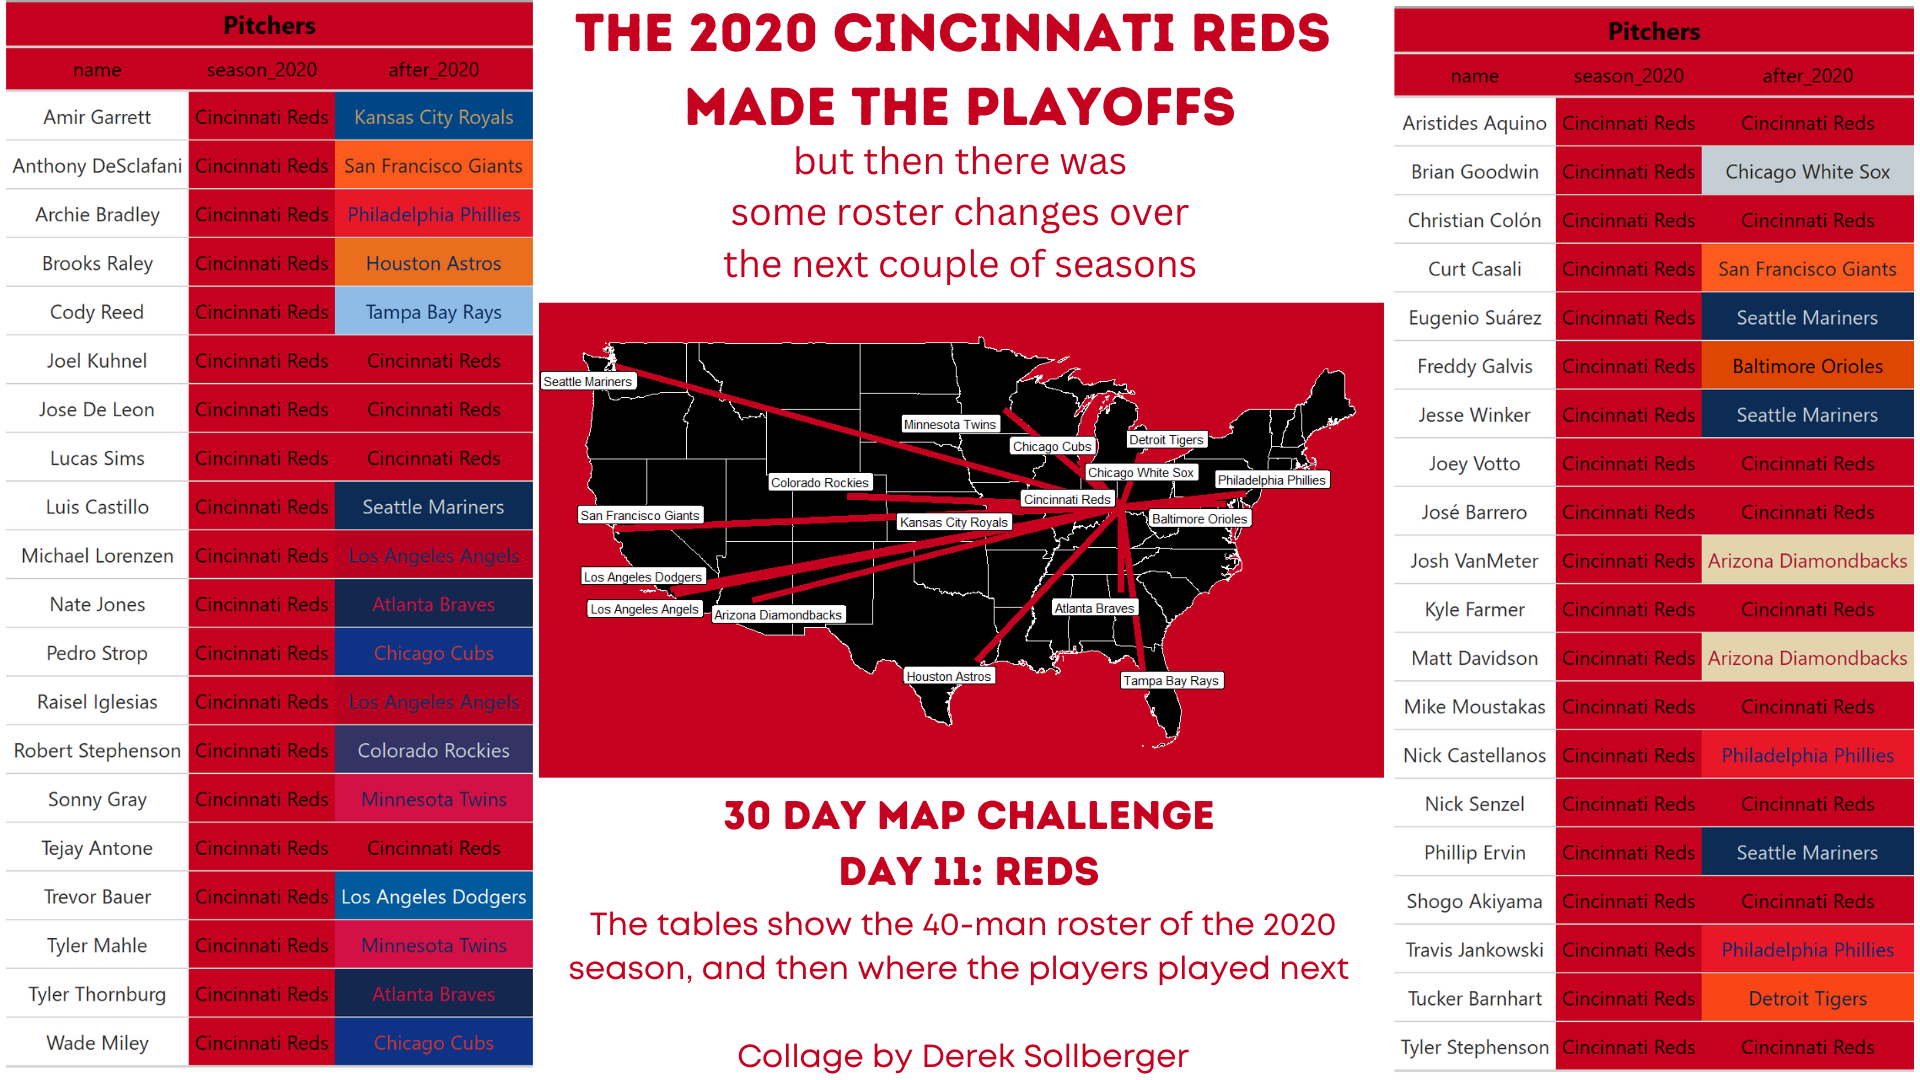 Pitchers
name season_2020 after_2020
Amir Garrett Cincinnati Reds Kansas City Royals
Anthony DeSclafani Cincinnati Reds San Francisco Giants
Archie Bradley Cincinnati Reds Philadelphia Phillies
Brooks Raley Cincinnati Reds Houston Astros
Cody Reed Cincinnati Reds Tampa Bay Rays
Joel Kuhnel Cincinnati Reds Cincinnati Reds
Jose De Leon Cincinnati Reds Cincinnati Reds
Lucas Sims Cincinnati Reds Cincinnati Reds
Luis Castillo Cincinnati Reds Seattle Mariners
Michael Lorenzen Cincinnati Reds Los Angeles Angels
Nate Jones Cincinnati Reds Atlanta Braves
Pedro Strop Cincinnati Reds Chicago Cubs
Raisel Iglesias Cincinnati Reds Los Angeles Angels
Robert Stephenson Cincinnati Reds Colorado Rockies
Sonny Gray Cincinnati Reds Minnesota Twins
Tejay Antone Cincinnati Reds Cincinnati Reds
Trevor Bauer Cincinnati Reds Los Angeles Dodgers
Tyler Mahle Cincinnati Reds Minnesota Twins
Tyler Thornburg Cincinnati Reds Atlanta Braves
Wade Miley Cincinnati Reds Chicago Cubs
THE 2020 CINCINNATI REDS
MADE THE PLAYOFFS
but then there was
some roster changes over
the next couple of seasons
Seattle Mariners
Minnesota Twins
Chicago Cubs
Detroit Tigers
Chicago White Sox
Colorado Rockies
Philadelphia Phillies
Cincinnati Reds
San Francisco Giants
Kansas City Royals
Baltimore Orioles
Los Angeles Dodgers
Los Angeles Angels
Arizona Diamondbacks
Atlanta Braves
Houston Astros
Tampa Bay Rays
30 DAY MAP CHALLENGE
DAY 11: REDS
The tables show the 40-man roster of the 2020
season, and then where the players played next
Collage by Derek Sollberger
Pitchers
name season_2020 after_2020
Aristides Aquino Cincinnati Reds Cincinnati Reds
Brian Goodwin Cincinnati Reds Chicago White Sox
Christian Colón Cincinnati Reds Cincinnati Reds
Curt Casali Cincinnati Reds San Francisco Giants
Eugenio Suárez Cincinnati Reds Seattle Mariners
Freddy Galvis Cincinnati Reds Baltimore Orioles
Jesse Winker Cincinnati Reds Seattle Mariners
Joey Votto Cincinnati Reds Cincinnati Reds
José Barrero Cincinnati Reds Cincinnati Reds
Josh VanMeter Cincinnati Reds Arizona Diamondbacks
Kyle Farmer Cincinnati Reds Cincinnati Reds
Matt Davidson Cincinnati Reds Arizona Diamondbacks
Mike Moustakas Cincinnati Reds Cincinnati Reds
Nick Castellanos Cincinnati Reds Philadelphia Phillies
Nick Senzel Cincinnati Reds Cincinnati Reds
Phillip Ervin Cincinnati Reds Seattle Mariners
Shogo Akiyama Cincinnati Reds Cincinnati Reds
Travis Jankowski Cincinnati Reds Philadelphia Phillies
Tucker Barnhart Cincinnati Reds Detroit Tigers
Tyler Stephenson Cincinnati Reds Cincinnati Reds